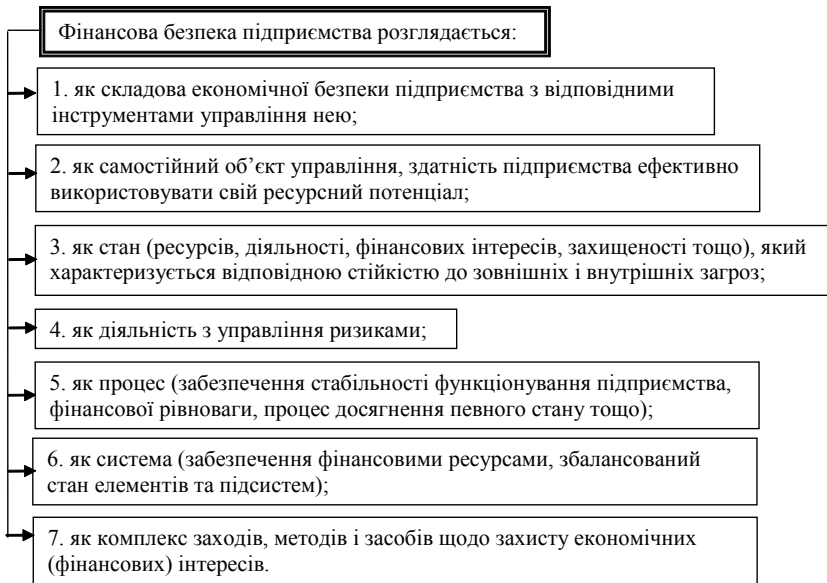 Фінансова безпека підприємства розглядається:
1. як складова економічної безпеки підприємства з відповідними
інструментами управління нею;
2. як самостійний об’єкт управління, здатність підприємства ефективно
використовувати свій ресурсний потенціал;
3. як стан (ресурсів, діяльності, фінансових інтересів, захищеності тощо), який
характеризується відповідною стійкістю до зовнішніх і внутрішніх загроз;
4. як діяльність з управління ризиками;
5. як процес (забезпечення стабільності функціонування підприємства,
фінансової рівноваги, процес досягнення певного стану тощо);
6. як система (забезпечення фінансовими ресурсами, збалансований
стан елементів та підсистем);
7. як комплекс заходів, методів і засобів щодо захисту економічних
(фінансових) інтересів.